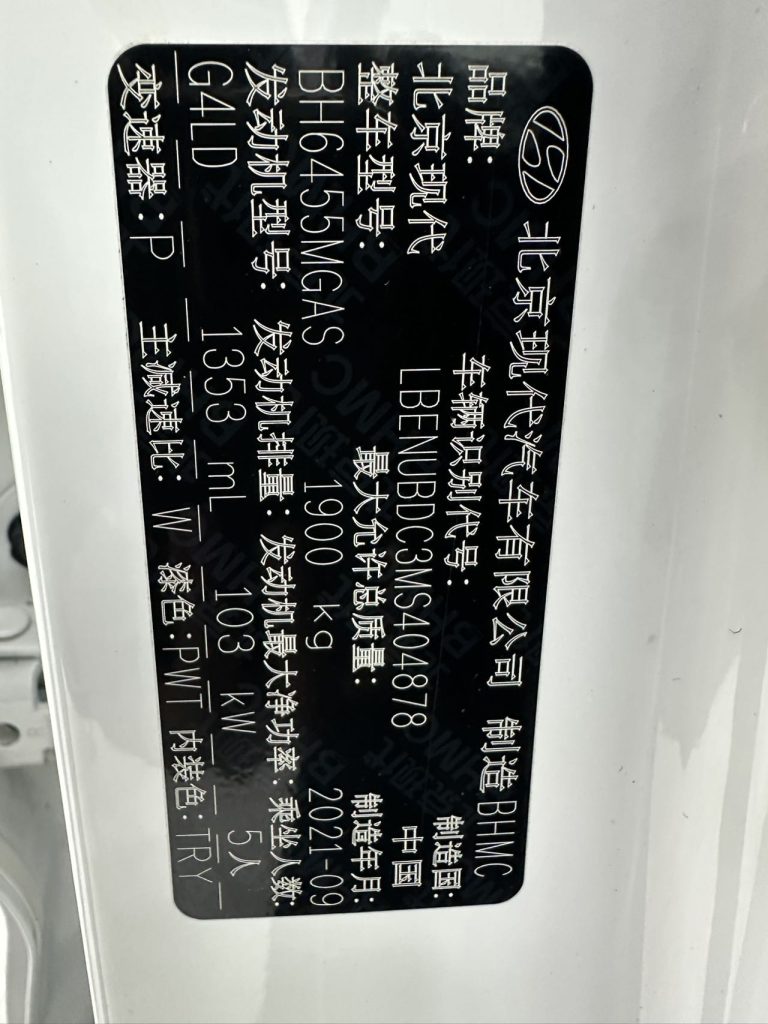 北京现代汽车有限公司 制造 BHMC
品牌: 车辆识别代号: 制造国:
北京现代 LBENUBDC3MS404878 中国
整车型号: 最大允许总质量: 制造年月:
BH6455MGAS 1900 kg 2021-09
发动机型号: 发动机排量: 发动机最大净功率: 乘坐人数:
G4LD 1353 mL 103 kW 5人
变速器: P 主减速比: W 漆色: PWT 内装色: TRY